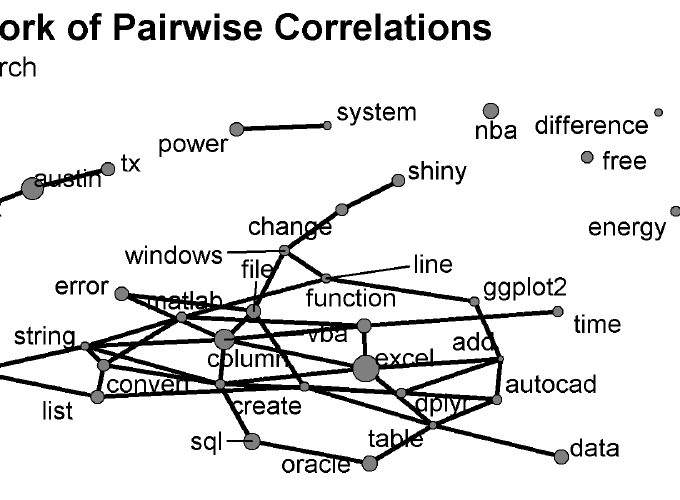 ork of Pairwise Correlations
rch
system
power
nba
difference
free
tx
austin
shiny
energy
change
windows
file
line
error
matlab
function
ggplot2
string
vba
time
column
excel
add
convert
autocad
list
create
dplyr
sql
table
oracle
data